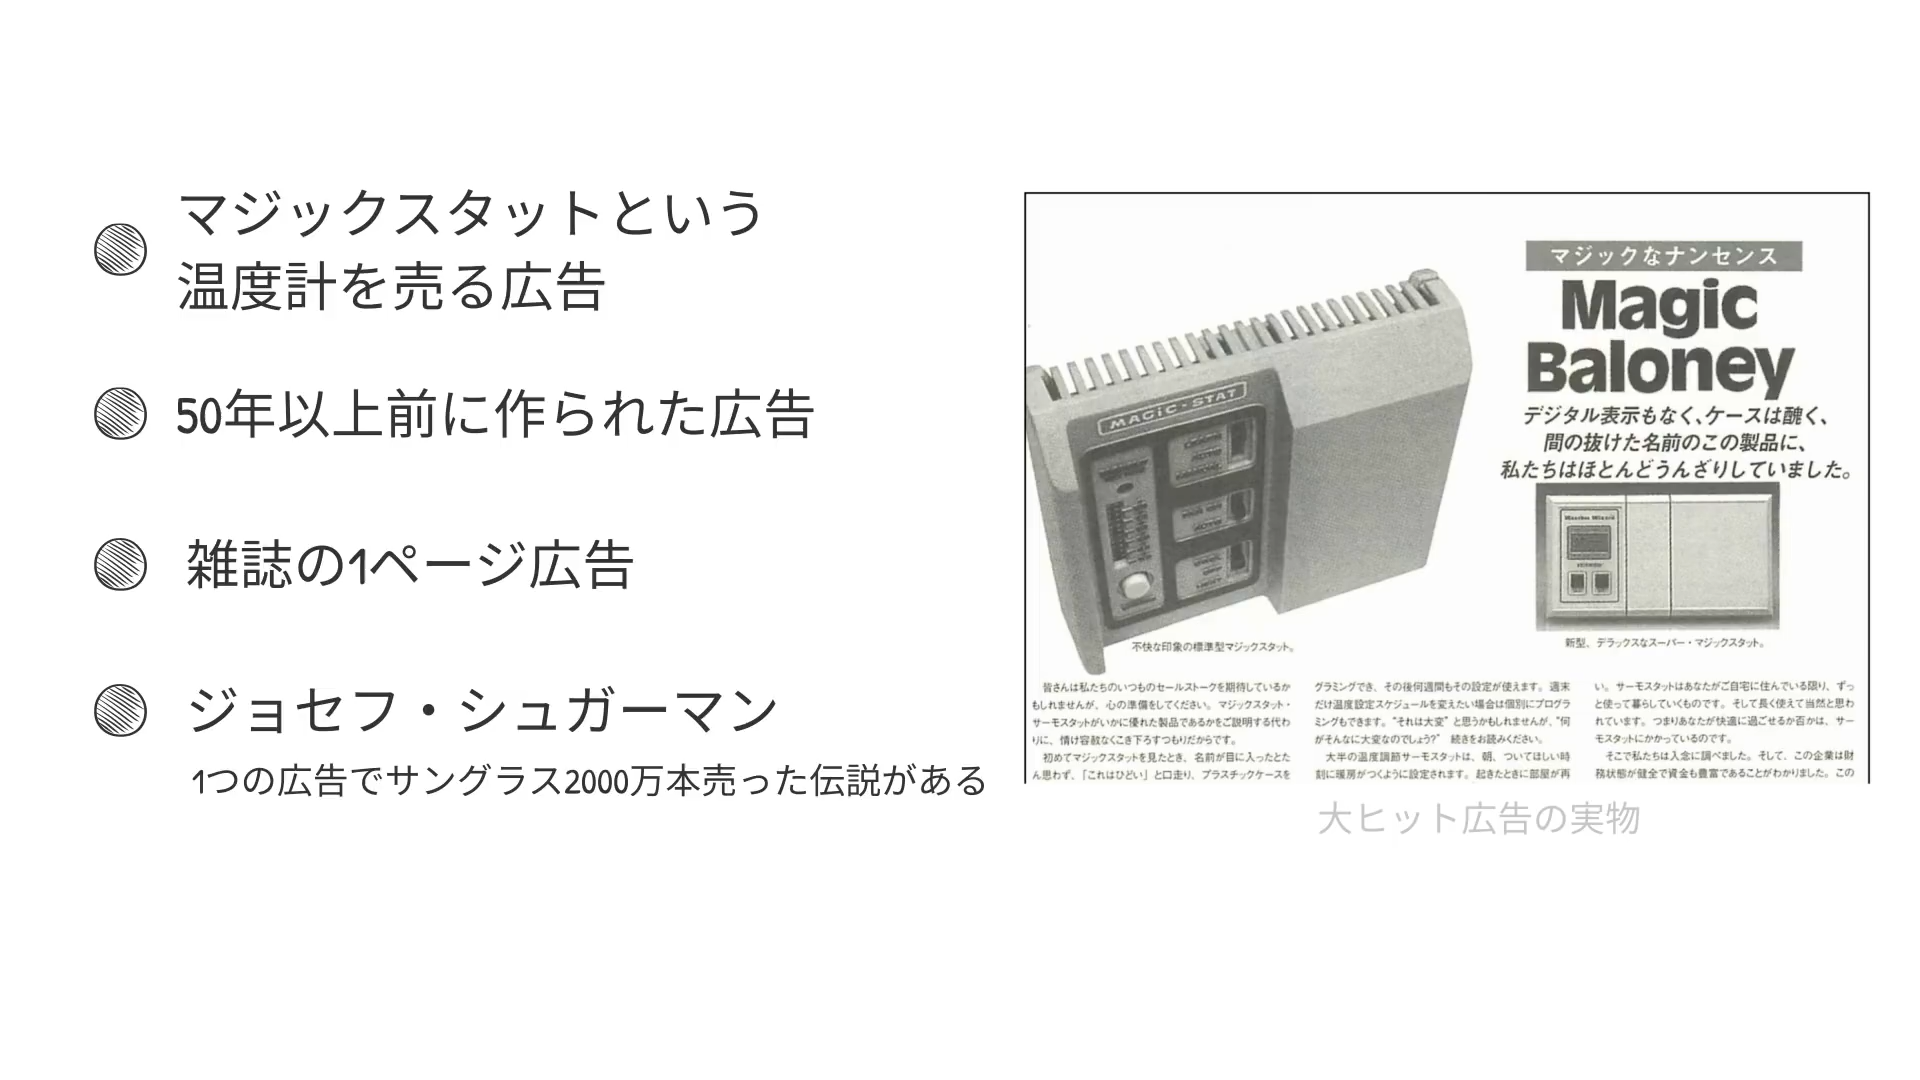 マジックスタットという
温度計を売る広告
50年以上前に作られた広告
雑誌の1ページ広告
ジョセフ・シュガーマン
1つの広告でサングラス2000万本売った伝説がある
マジックなナンセンス
Magic
Baloney
デジタル表示もなく、ケースは醜く、
間の抜けた名前のこの製品に、
私たちはほとんどうんざりしていました。
MAGIC-STAT
不快な印象の標準型マジックスタット。
新型、デラックスなスーパー・マジックスタット。
皆さんは私たちのいつものセールストークを期待しているか
もしれませんが、心の準備をしてください。マジックスタット・
サーモスタットがいかに優れた製品であるかをご説明する代わ
りに、情け容赦なくこき下ろすつもりだからです。
初めてマジックスタットを見たとき、名前が目に入ったとた
ん思わず、「これはひどい」と口走り、プラスチックケースを
グラミングでき、その後何週間もその設定が使えます。週末
だけ温度設定スケジュールを変えたい場合は個別にプログラ
ミングもできます。“それは大変”と思うかもしれませんが、“何
がそんなに大変なのでしょう?” 続きをお読みください。
大半の温度調節サーモスタットは、朝、ついてほしい時
刻に暖房がつくように設定されます。起きたときに部屋が再
い。サーモスタットはあなたがご自宅に住んでいる限り、ずっ
と使って暮らしていくものです。そして長く使えて当然と思わ
れています。つまりあなたが快適に過ごせるか否かは、サー
モスタットにかかっているのです。
そこで私たちは入念に調べました。そして、この企業は財
務状態が健全で資金も豊富であることがわかりました。この
大ヒット広告の実物